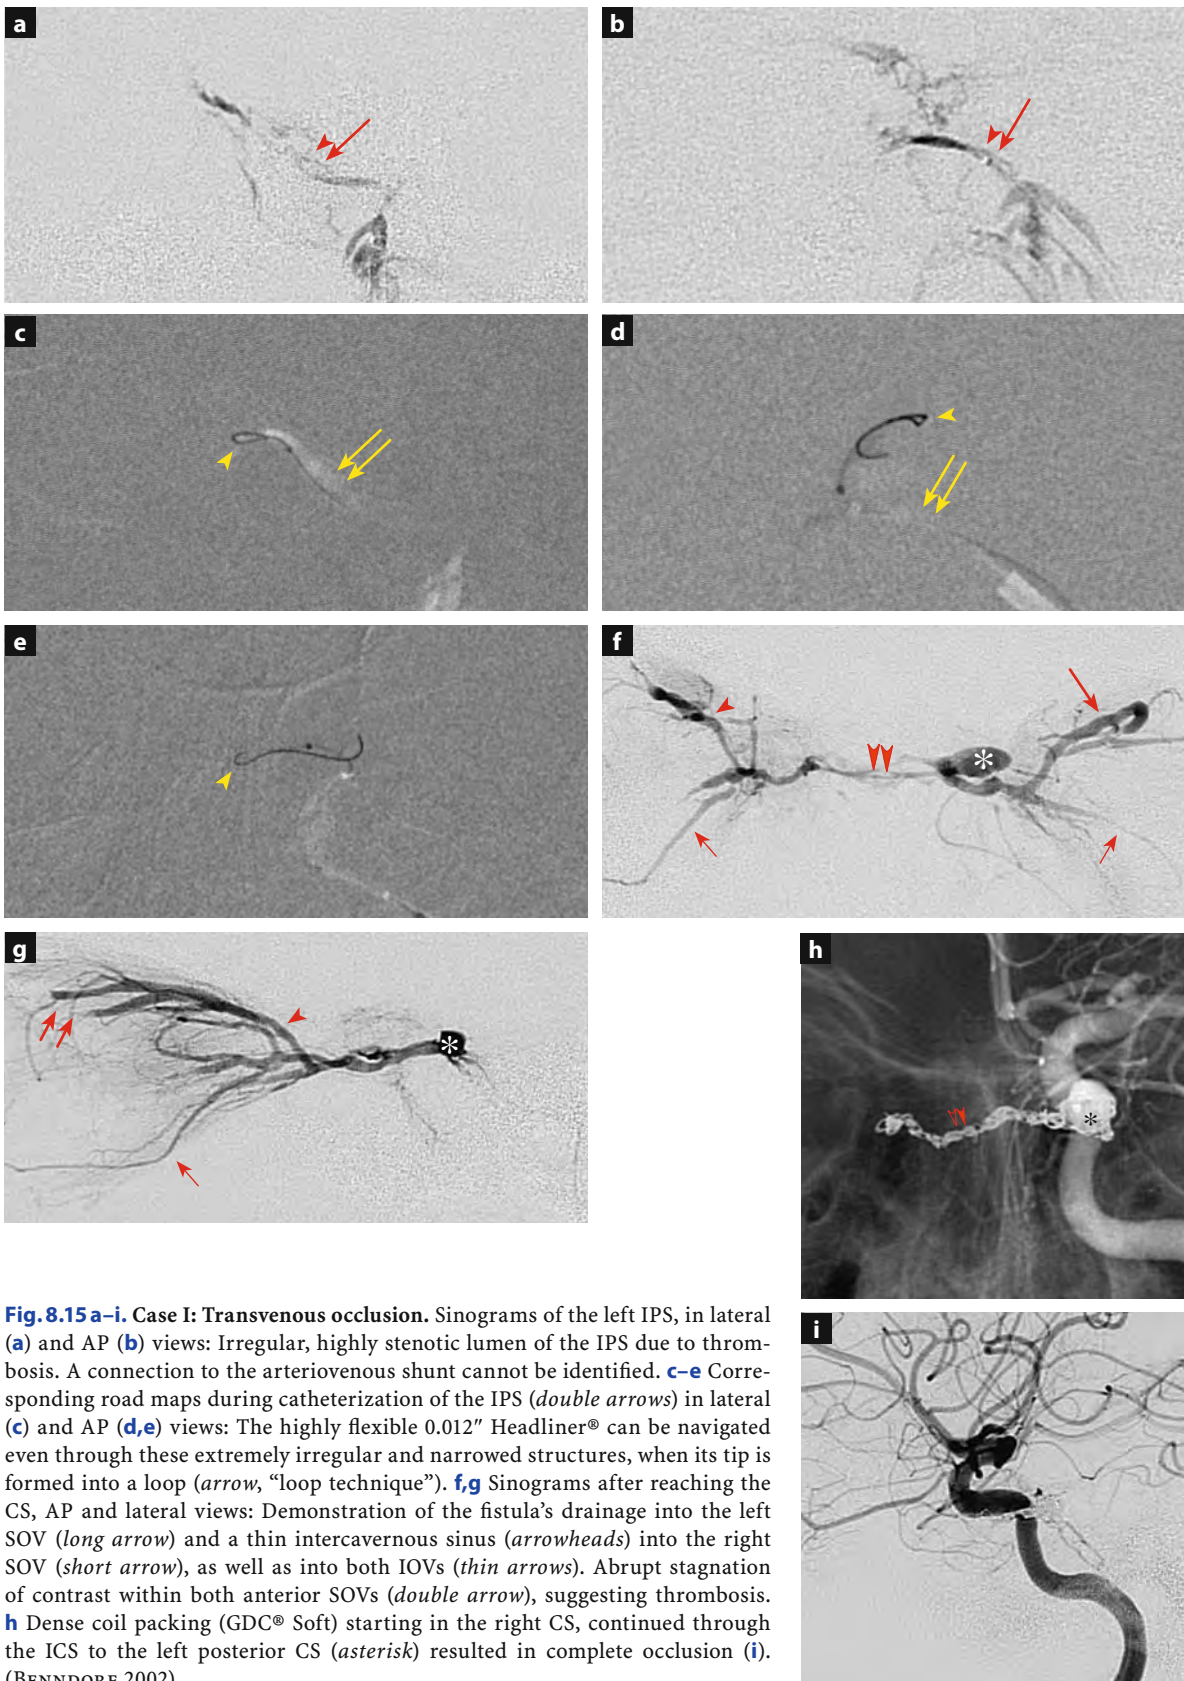 a
b
c
d
e
f
*
g
*
h
*
i
Fig. 8.15 a–i. Case I: Transvenous occlusion. Sinograms of the left IPS, in lateral
(a) and AP (b) views: Irregular, highly stenotic lumen of the IPS due to throm-
bosis. A connection to the arteriovenous shunt cannot be identified. c–e Corre-
sponding road maps during catheterization of the IPS (double arrows) in lateral
(c) and AP (d,e) views: The highly flexible 0.012″ Headliner® can be navigated
even through these extremely irregular and narrowed structures, when its tip is
formed into a loop (arrow, “loop technique”). f,g Sinograms after reaching the
CS, AP and lateral views: Demonstration of the fistula’s drainage into the left
SOV (long arrow) and a thin intercavernous sinus (arrowheads) into the right
SOV (short arrow), as well as into both IOVs (thin arrows). Abrupt stagnation
of contrast within both anterior SOVs (double arrow), suggesting thrombosis.
h Dense coil packing (GDC® Soft) starting in the right CS, continued through
the ICS to the left posterior CS (asterisk) resulted in complete occlusion (i).
(BENNDORF 2002)